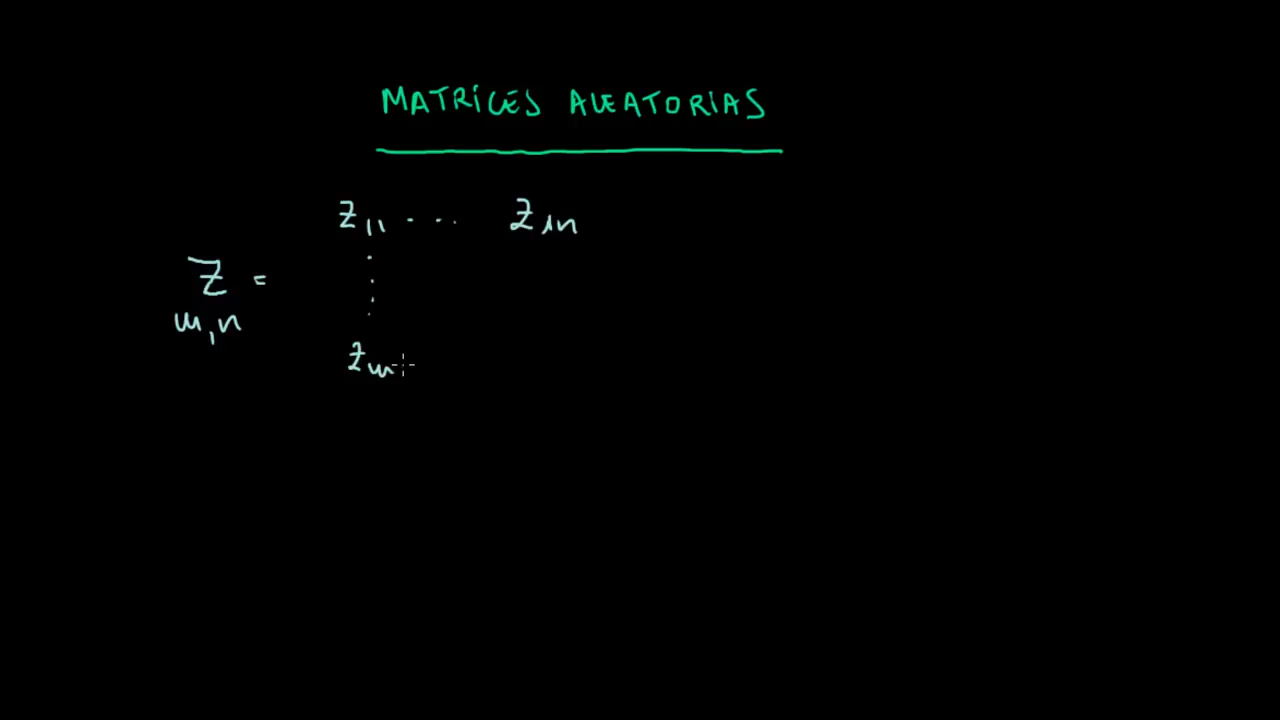 MATRICES ALEATORIAS
Z11 ... Z1n
Z =
m,n
Zm